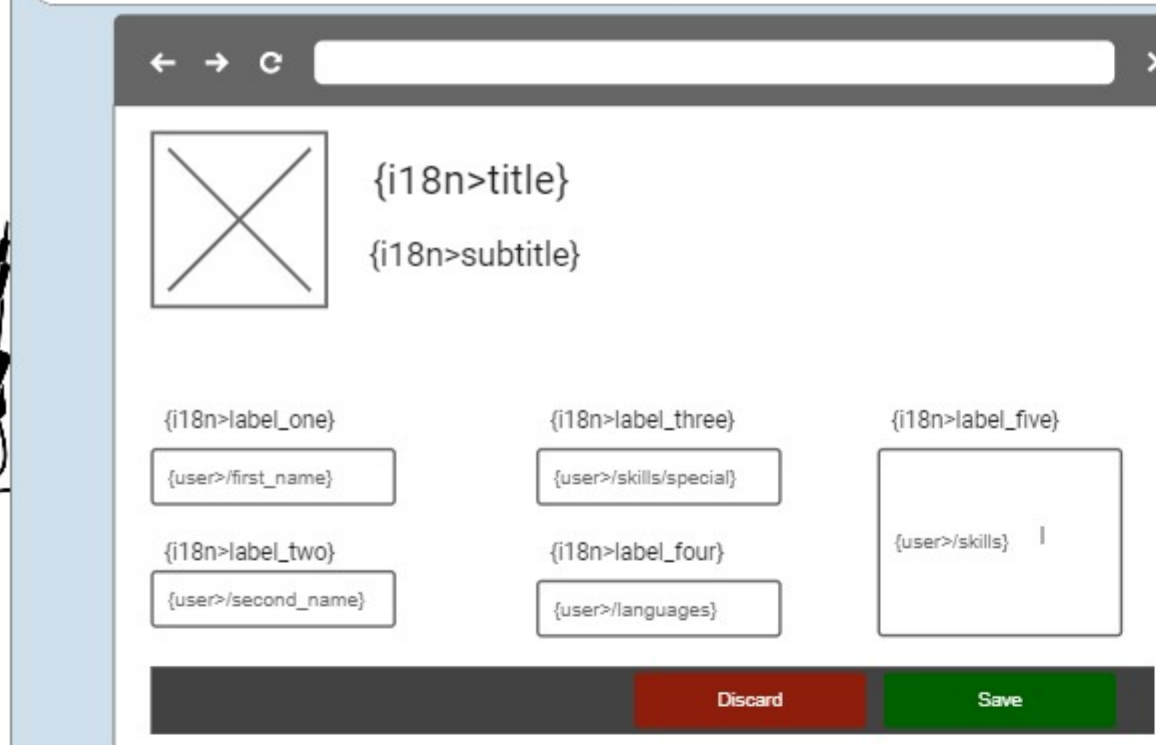 {i18n>title}
{i18n>subtitle}
{i18n>label_one}
{user>/first_name}
{i18n>label_two}
{user>/second_name}
{i18n>label_three}
{user>/skills/special}
{i18n>label_four}
{user>/languages}
{i18n>label_five}
{user>/skills}
Discard
Save